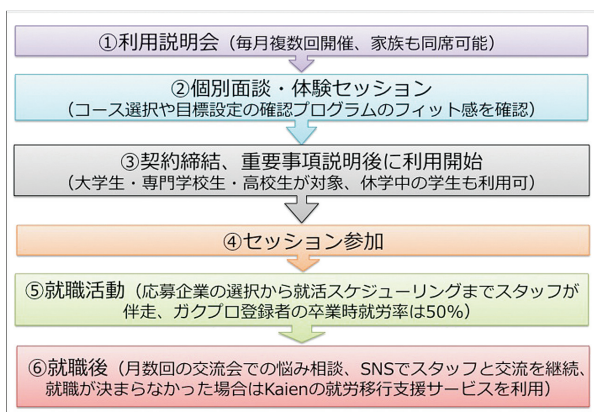 ①利用説明会（毎月複数回開催、家族も同席可能）
②個別面談・体験セッション
（コース選択や目標設定の確認プログラムのフィット感を確認）
③契約締結、重要事項説明後に利用開始
（大学生・専門学校生・高校生が対象、休学中の学生も利用可）
④セッション参加
⑤就職活動（応募企業の選択から就活スケジューリングまでスタッフが
伴走、ガクプロ登録者の卒業時就労率は50%）
⑥就職後（月数回の交流会での悩み相談、SNSでスタッフと交流を継続、
就職が決まらなかった場合はKaienの就労移行支援サービスを利用）